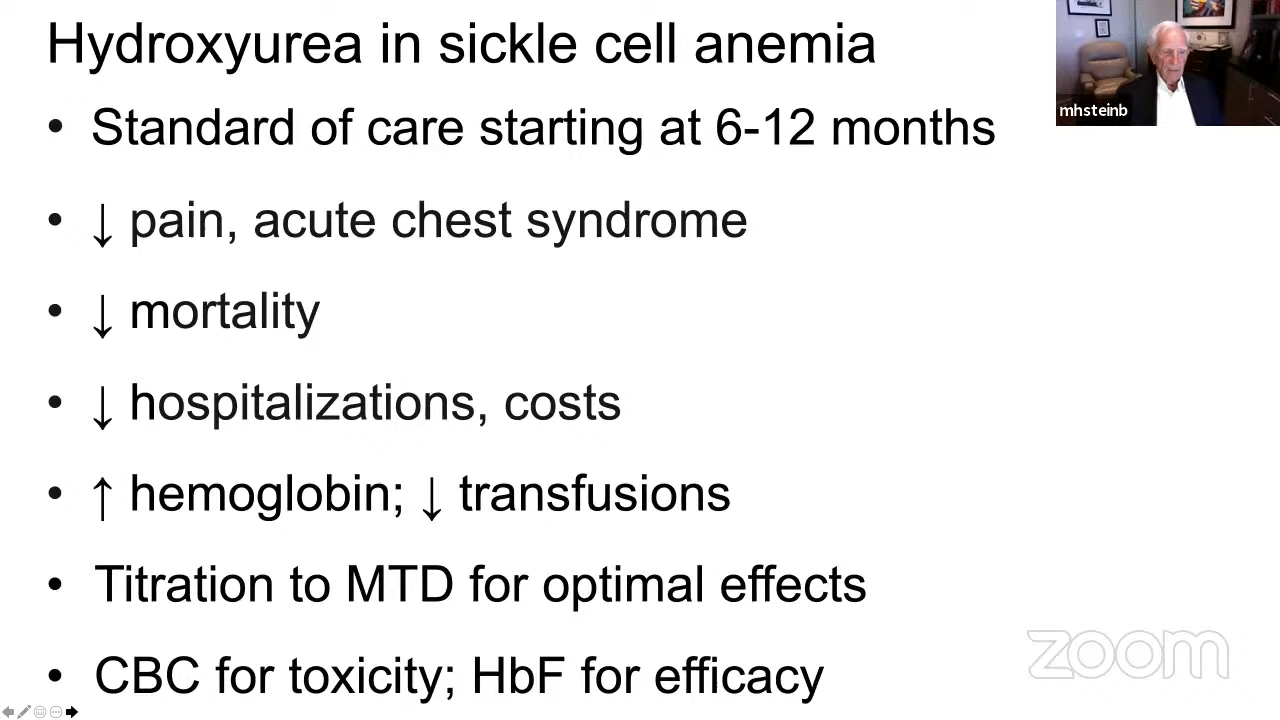 Hydroxyurea in sickle cell anemia
• Standard of care starting at 6-12 months
• ↓ pain, acute chest syndrome
• ↓ mortality
• ↓ hospitalizations, costs
• ↑ hemoglobin; ↓ transfusions
• Titration to MTD for optimal effects
• CBC for toxicity; HbF for efficacy
mhsteinb
zoom